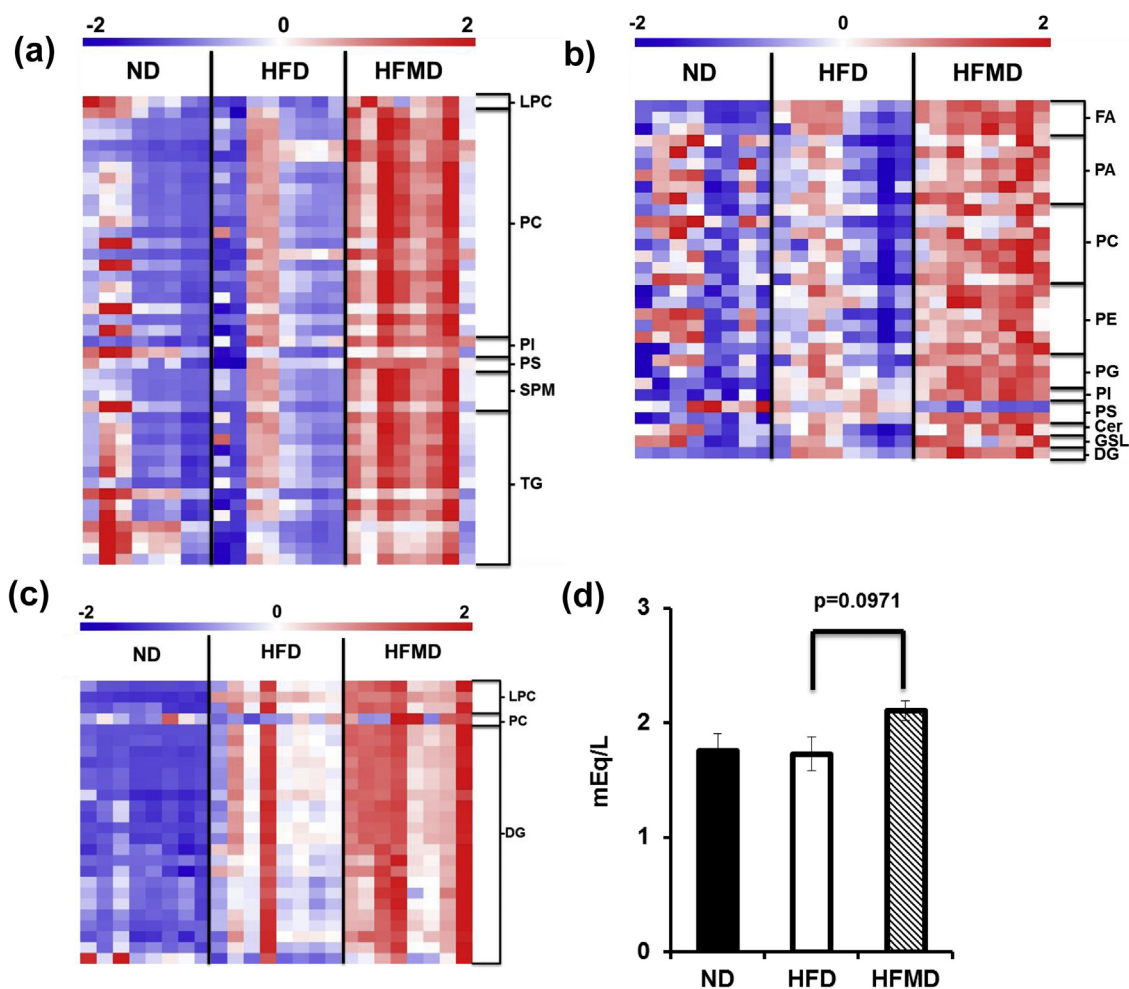 (a)
-2 0 2
ND HFD HFMD
LPC
PC
PI
PS
SPM
TG
(b)
-2 0 2
ND HFD HFMD
FA
PA
PC
PE
PG
PI
PS
Cer
GSL
DG
(c)
-2 0 2
ND HFD HFMD
LPC
PC
DG
(d)
p=0.0971
mEq/L
3
2
1
0
ND HFD HFMD